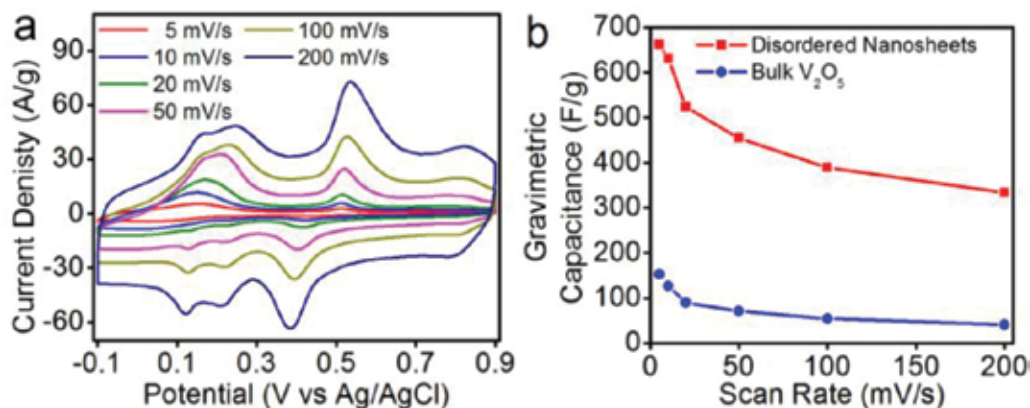 a
5 mV/s
10 mV/s
20 mV/s
50 mV/s
100 mV/s
200 mV/s
90
60
30
0
-30
-60
Current Denisty (A/g)
-0.1 0.1 0.3 0.5 0.7 0.9
Potential (V vs Ag/AgCl)
b
Disordered Nanosheets
Bulk V₂O₅
700
600
500
400
300
200
100
0
Gravimetric
Capacitance (F/g)
0 50 100 150 200
Scan Rate (mV/s)